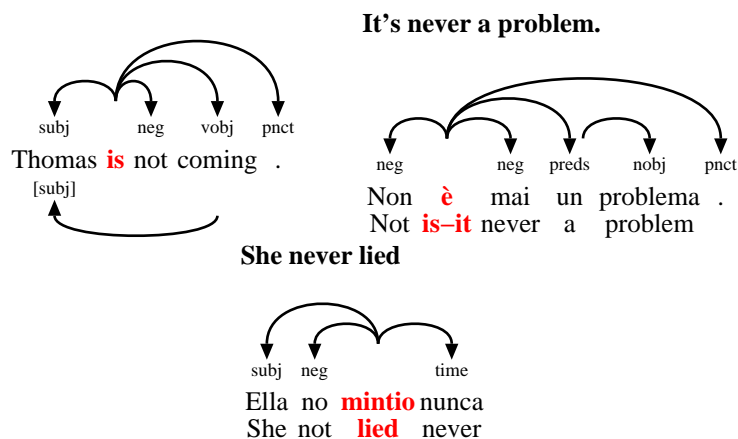 It's never a problem.
subj neg vobj pnct
Thomas is not coming .
[subj]
neg neg preds nobj pnct
Non è mai un problema .
Not is–it never a problem
She never lied
subj neg time
Ella no mintio nunca
She not lied never